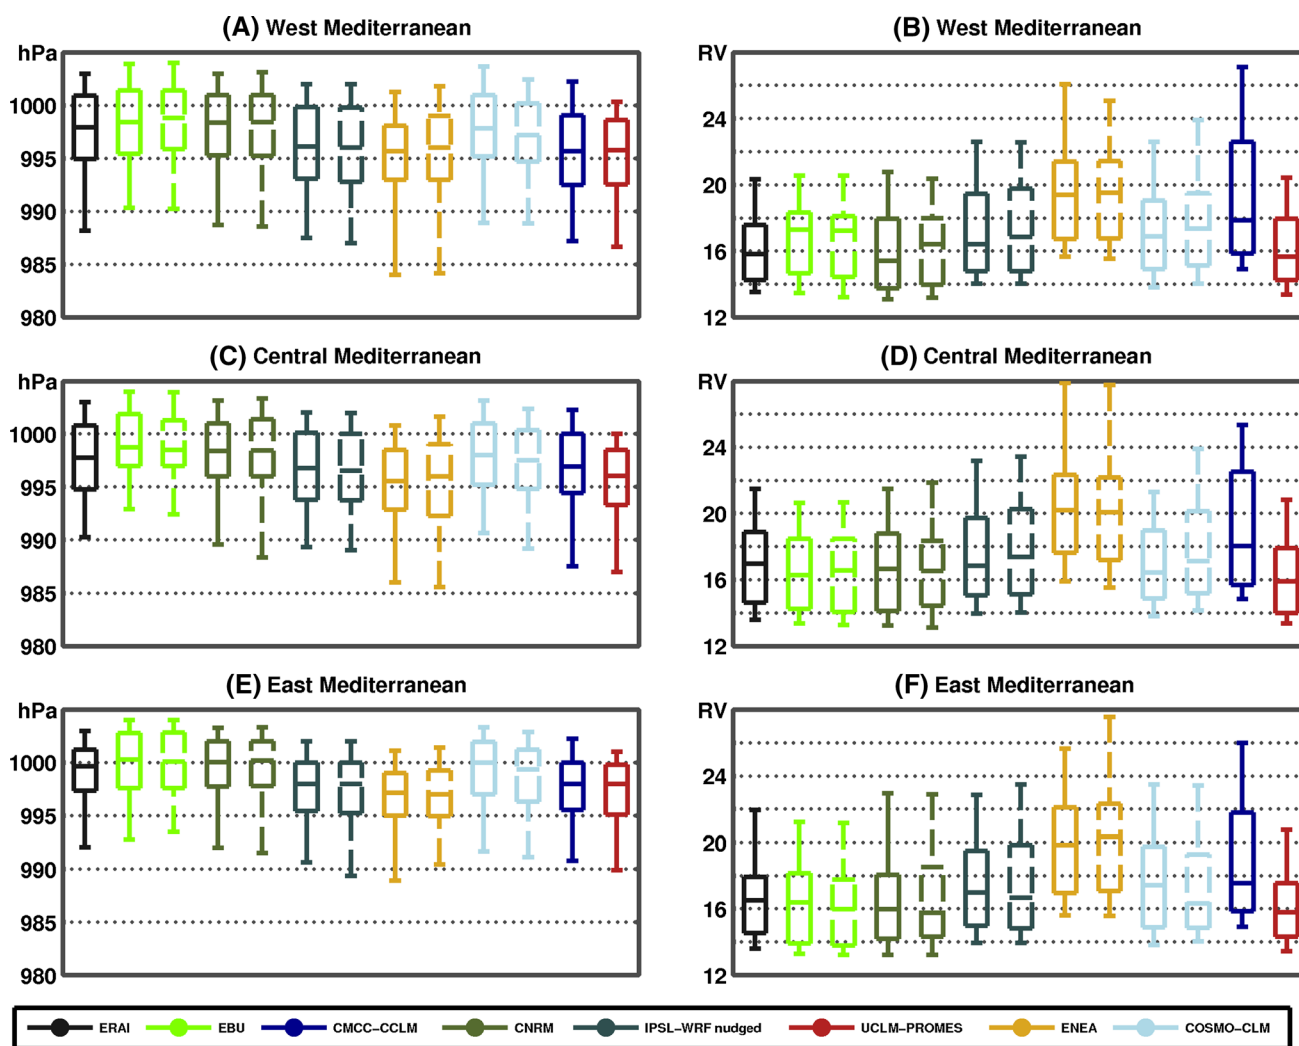 (A) West Mediterranean
hPa
1000
995
990
985
980
(B) West Mediterranean
RV
24
20
16
12
(C) Central Mediterranean
hPa
1000
995
990
985
980
(D) Central Mediterranean
RV
24
20
16
12
(E) East Mediterranean
hPa
1000
995
990
985
980
(F) East Mediterranean
RV
24
20
16
12
ERAI EBU CMCC-CCLM CNRM IPSL-WRF nudged UCLM-PROMES ENEA COSMO-CLM